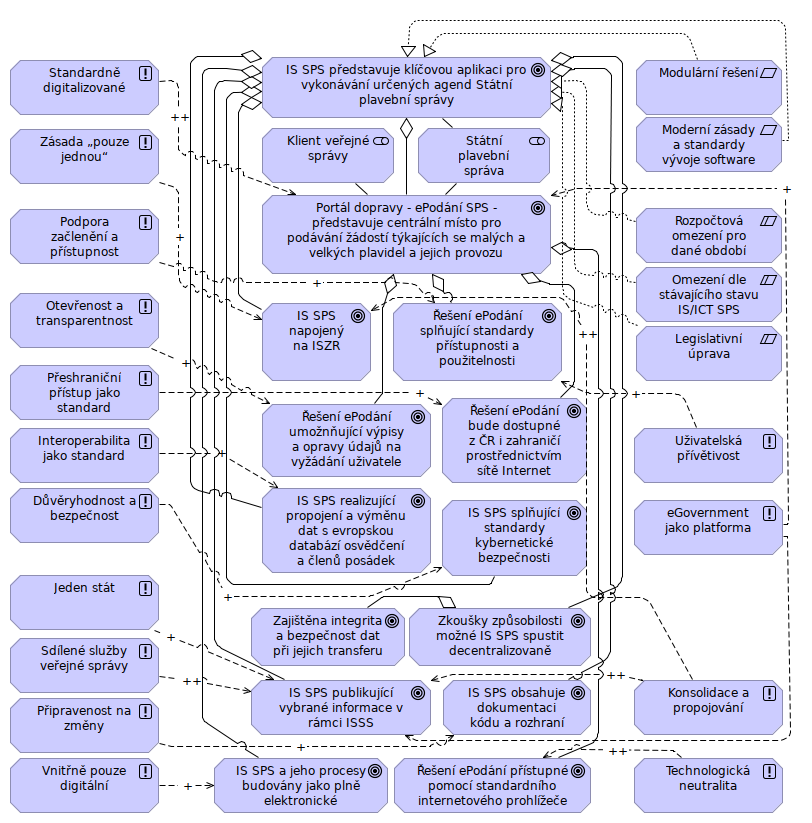 Standardně
digitalizované
Zásada „pouze
jednou“
Podpora
začlenění a
přístupnost
Otevřenost a
transparentnost
Přeshraniční
přístup jako
standard
Interoperabilita
jako standard
Důvěryhodnost a
bezpečnost
Jeden stát
Sdílené služby
veřejné správy
Připravenost na
změny
Vnitřně pouze
digitální
++
+
+
+
+
+
+
+
++
+
+
IS SPS představuje klíčovou aplikaci pro
vykonávání určených agend Státní
plavební správy
Klient veřejné
správy
Státní
plavební
správa
Portál dopravy - ePodání SPS -
představuje centrální místo pro
podávání žádostí týkajících se malých a
velkých plavidel a jejich provozu
IS SPS
napojený
na ISZR
Řešení ePodání
splňující standardy
přístupnosti a
použitelnosti
Řešení ePodání
umožnňující výpisy
a opravy údajů na
vyžádání uživatele
Řešení ePodání
bude dostupné
z ČR i zahraničí
prostřednictvím
sítě Internet
IS SPS realizující
propojení a výměnu
dat s evropskou
databází osvědčení
a členů posádek
IS SPS splňující
standardy
kybernetické
bezpečnosti
Zajištěna integrita
a bezpečnost dat
při jejich transferu
Zkoušky způsobilosti
možné IS SPS spustit
decentralizovaně
IS SPS publikující
vybrané informace v
rámci ISSS
IS SPS obsahuje
dokumentaci
kódu a rozhraní
IS SPS a jeho procesy
budovány jako plně
elektronické
Řešení ePodání přístupné
pomocí standardního
internetového prohlížeče
+
++
+
++
++
Modulární řešení
Moderní zásady
a standardy
vývoje software
Rozpočtová
omezení pro
dané období
Omezení dle
stávajícího stavu
IS/ICT SPS
Legislativní
úprava
Uživatelská
přívětivost
eGovernment
jako platforma
Konsolidace a
propojování
Technologická
neutralita